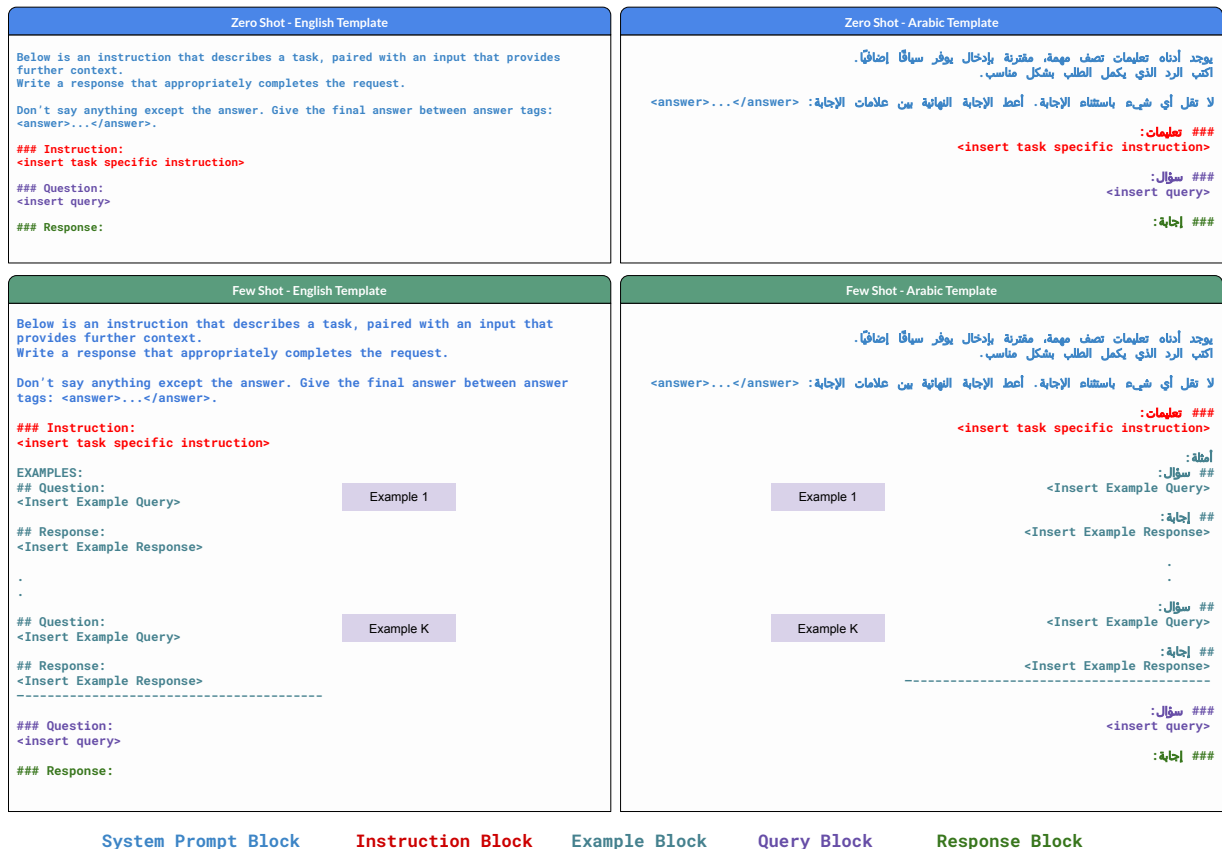 Zero Shot - English Template
Below is an instruction that describes a task, paired with an input that provides
further context.
Write a response that appropriately completes the request.
Don't say anything except the answer. Give the final answer between answer tags:
<answer>...</answer>.
### Instruction:
<insert task specific instruction>
### Question:
<insert query>
### Response:
Zero Shot - Arabic Template
يوجد أدناه تعليمات تصف مهمة، مقترنة بإدخال يوفر سياقًا إضافيًا.
اكتب الرد الذي يكمل الطلب بشكل مناسب.
لا تقل أي شيء باستثناء الإجابة. أعط الإجابة النهائية بين علامات الإجابة: <answer>...</answer>
### تعليمات:
<insert task specific instruction>
### سؤال:
<insert query>
### إجابة:
Few Shot - English Template
Below is an instruction that describes a task, paired with an input that
provides further context.
Write a response that appropriately completes the request.
Don't say anything except the answer. Give the final answer between answer
tags: <answer>...</answer>.
### Instruction:
<insert task specific instruction>
EXAMPLES:
## Question:
<Insert Example Query>
Example 1
## Response:
<Insert Example Response>
.
.
## Question:
<Insert Example Query>
Example K
## Response:
<Insert Example Response>
—----------------------------------------
### Question:
<insert query>
### Response:
Few Shot - Arabic Template
يوجد أدناه تعليمات تصف مهمة، مقترنة بإدخال يوفر سياقًا إضافيًا.
اكتب الرد الذي يكمل الطلب بشكل مناسب.
لا تقل أي شيء باستثناء الإجابة. أعط الإجابة النهائية بين علامات الإجابة: <answer>...</answer>
### تعليمات:
<insert task specific instruction>
أمثلة:
## سؤال:
<Insert Example Query>
Example 1
## إجابة:
<Insert Example Response>
.
.
## سؤال:
<Insert Example Query>
Example K
## إجابة:
<Insert Example Response>
—----------------------------------------
### سؤال:
<insert query>
### إجابة:
System Prompt Block Instruction Block Example Block Query Block Response Block